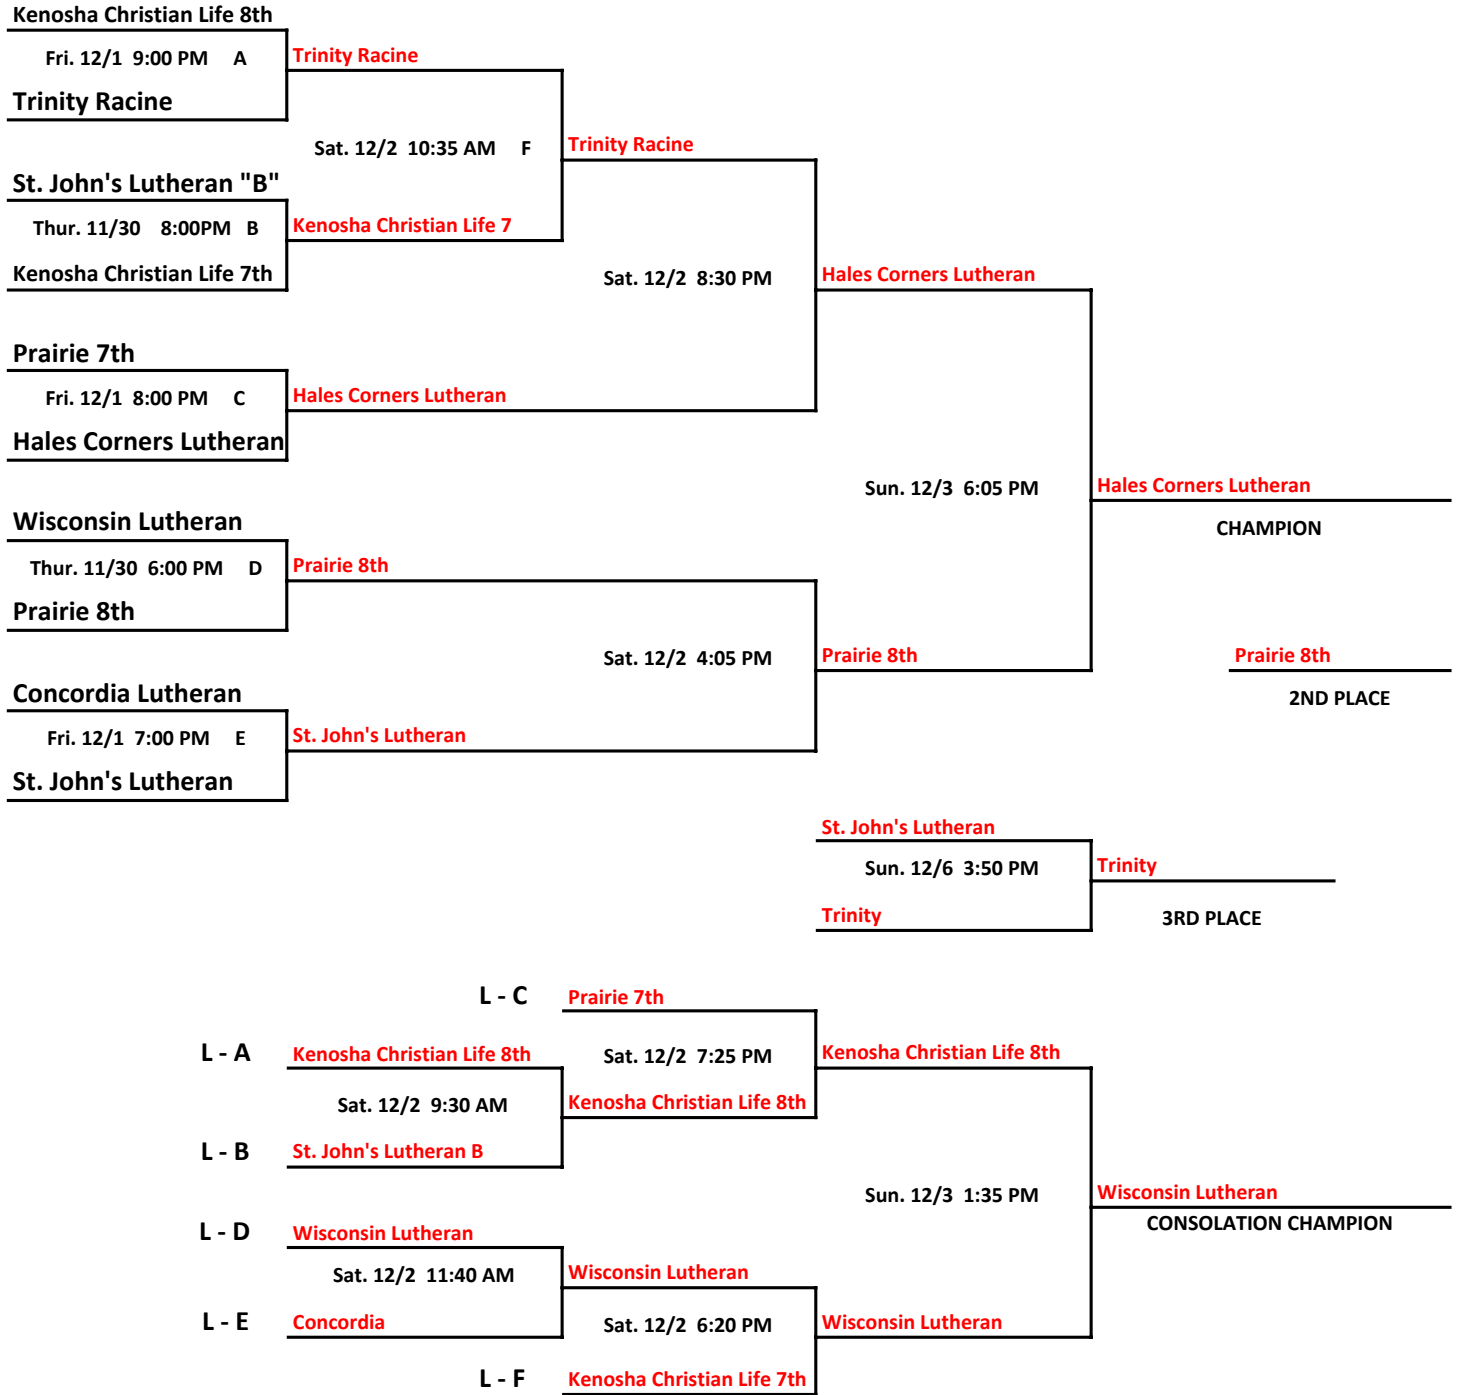 Kenosha Christian Life 8th
Fri. 12/1 9:00 PM A
Trinity Racine
Trinity Racine
Sat. 12/2 10:35 AM F
Trinity Racine
St. John's Lutheran "B"
Thur. 11/30 8:00PM B
Kenosha Christian Life 7
Kenosha Christian Life 7th
Sat. 12/2 8:30 PM
Hales Corners Lutheran
Prairie 7th
Fri. 12/1 8:00 PM C
Hales Corners Lutheran
Hales Corners Lutheran
Sun. 12/3 6:05 PM
Hales Corners Lutheran
CHAMPION
Wisconsin Lutheran
Thur. 11/30 6:00 PM D
Prairie 8th
Prairie 8th
Sat. 12/2 4:05 PM
Prairie 8th
Prairie 8th
2ND PLACE
Concordia Lutheran
Fri. 12/1 7:00 PM E
St. John's Lutheran
St. John's Lutheran
St. John's Lutheran
Sun. 12/6 3:50 PM
Trinity
Trinity
3RD PLACE
L - C
Prairie 7th
L - A
Kenosha Christian Life 8th
Sat. 12/2 7:25 PM
Kenosha Christian Life 8th
Sat. 12/2 9:30 AM
Kenosha Christian Life 8th
L - B
St. John's Lutheran B
Sun. 12/3 1:35 PM
Wisconsin Lutheran
CONSOLATION CHAMPION
L - D
Wisconsin Lutheran
Sat. 12/2 11:40 AM
Wisconsin Lutheran
L - E
Concordia
Sat. 12/2 6:20 PM
Wisconsin Lutheran
L - F
Kenosha Christian Life 7th